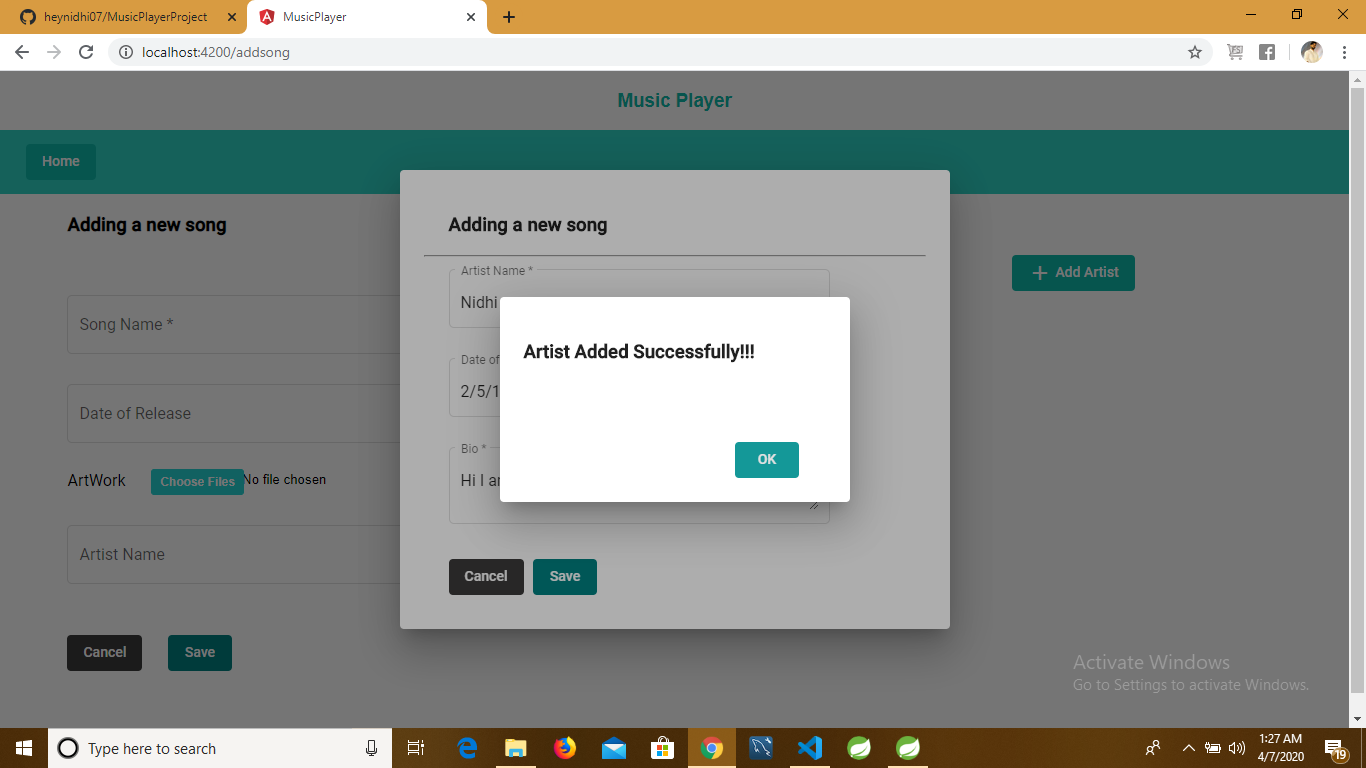 heynidhi07/MusicPlayerProject
MusicPlayer
localhost:4200/addsong
Music Player
Home
Adding a new song
Song Name *
Date of Release
ArtWork Choose Files No file chosen
Artist Name
Cancel Save
Add Artist
Adding a new song
Artist Name *
Nidhi
Date of
2/5/1
Bio *
Hi I
Cancel Save
Artist Added Successfully!!!
OK
Activate Windows
Go to Settings to activate Windows.
Type here to search
1:27 AM
4/7/2020
19